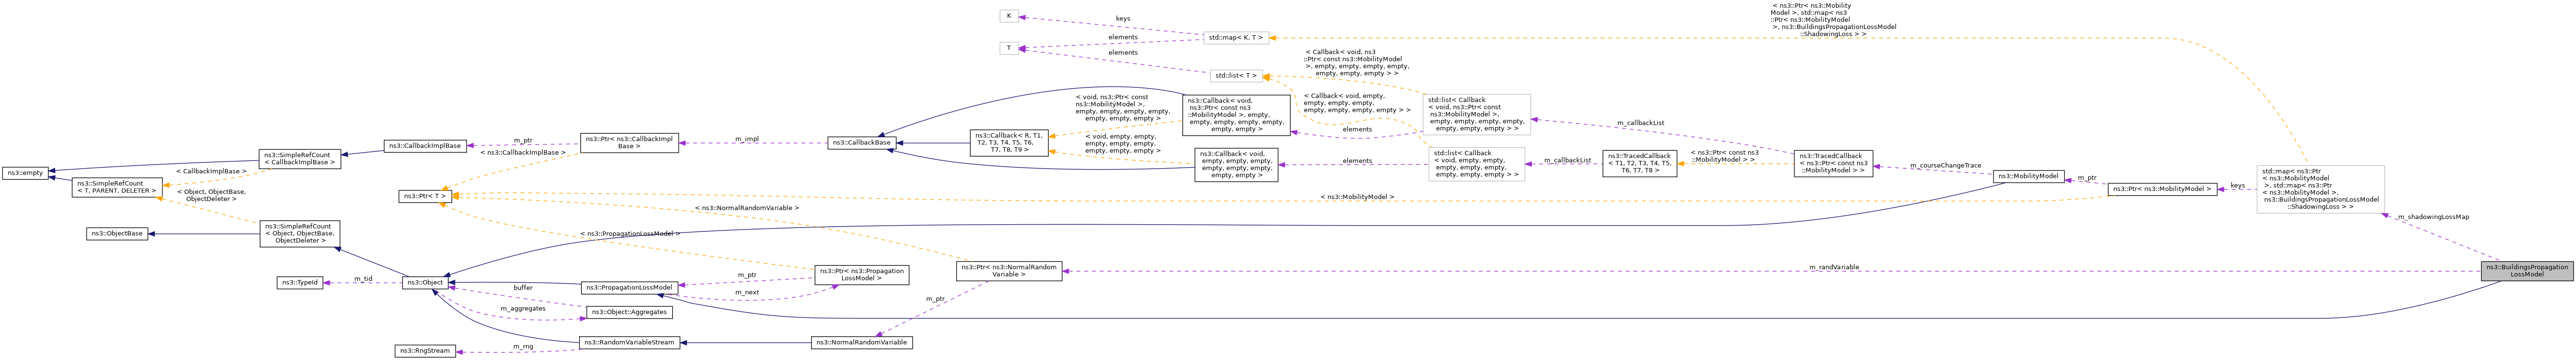 ns3::empty
ns3::SimpleRefCount
< T, PARENT, DELETER >
ns3::ObjectBase
< CallbackImplBase >
< Object, ObjectBase,
ObjectDeleter >
ns3::SimpleRefCount
< CallbackImplBase >
ns3::SimpleRefCount
< Object, ObjectBase,
ObjectDeleter >
ns3::TypeId
m_tid
ns3::CallbackImplBase
ns3::Ptr< T >
ns3::Object
ns3::RngStream
m_ptr
< ns3::CallbackImplBase >
buffer
m_aggregates
m_rng
ns3::Ptr< ns3::CallbackImpl
Base >
< ns3::PropagationLossModel >
ns3::PropagationLossModel
ns3::Object::Aggregates
ns3::RandomVariableStream
m_impl
< ns3::NormalRandomVariable >
m_ptr
m_next
ns3::CallbackBase
ns3::Ptr< ns3::Propagation
LossModel >
ns3::NormalRandomVariable
m_ptr
ns3::Callback< R, T1,
T2, T3, T4, T5, T6,
T7, T8, T9 >
ns3::Ptr< ns3::NormalRandom
Variable >
K
T
keys
elements
elements
< void, ns3::Ptr< const
ns3::MobilityModel >,
empty, empty, empty, empty,
empty, empty, empty >
< void, empty, empty,
empty, empty, empty,
empty, empty, empty >
std::map< K, T >
std::list< T >
ns3::Callback< void,
ns3::Ptr< const ns3
::MobilityModel >, empty,
empty, empty, empty, empty,
empty, empty >
ns3::Callback< void,
empty, empty, empty,
empty, empty, empty,
empty, empty >
< Callback< void, ns3
::Ptr< const ns3::MobilityModel
>, empty, empty, empty, empty,
empty, empty, empty > >
< Callback< void, empty,
empty, empty, empty,
empty, empty, empty, empty > >
elements
elements
< ns3::MobilityModel >
std::list< Callback
< void, ns3::Ptr< const
ns3::MobilityModel >,
empty, empty, empty, empty,
empty, empty, empty > >
std::list< Callback
< void, empty, empty,
empty, empty, empty,
empty, empty, empty > >
m_callbackList
m_callbackList
ns3::TracedCallback
< T1, T2, T3, T4, T5,
T6, T7, T8 >
< ns3::Ptr< const ns3
::MobilityModel > >
ns3::TracedCallback
< ns3::Ptr< const ns3
::MobilityModel > >
< ns3::Ptr< ns3::Mobility
Model >, std::map< ns3
::Ptr< ns3::MobilityModel
>, ns3::BuildingsPropagationLossModel
::ShadowingLoss > >
m_courseChangeTrace
m_randVariable
ns3::MobilityModel
m_ptr
ns3::Ptr< ns3::MobilityModel >
keys
std::map< ns3::Ptr
< ns3::MobilityModel
>, std::map< ns3::Ptr
< ns3::MobilityModel >,
ns3::BuildingsPropagationLossModel
::ShadowingLoss > >
m_shadowingLossMap
ns3::BuildingsPropagation
LossModel